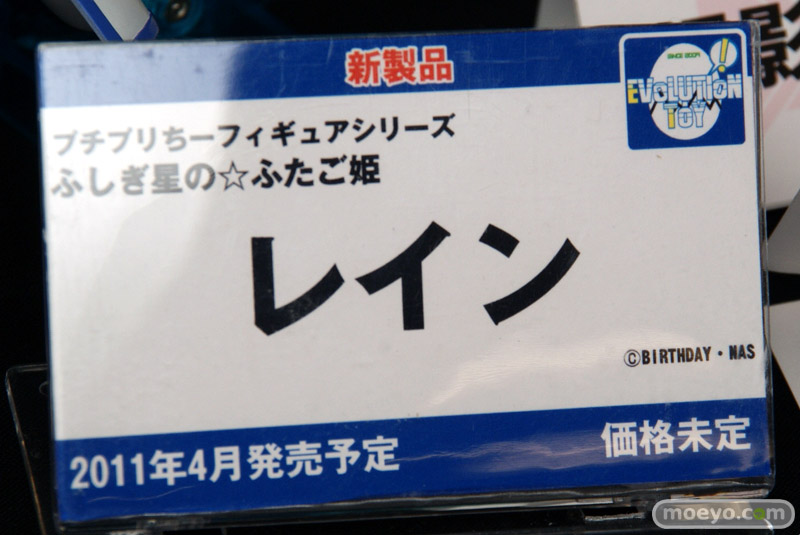 新製品
SINCE 2009
EVOLUTION
TOY
プチプリちーフィギュアシリーズ
ふしぎ星の☆ふたご姫
レイン
©BIRTHDAY・NAS
2011年4月発売予定
価格未定
moeyo.com